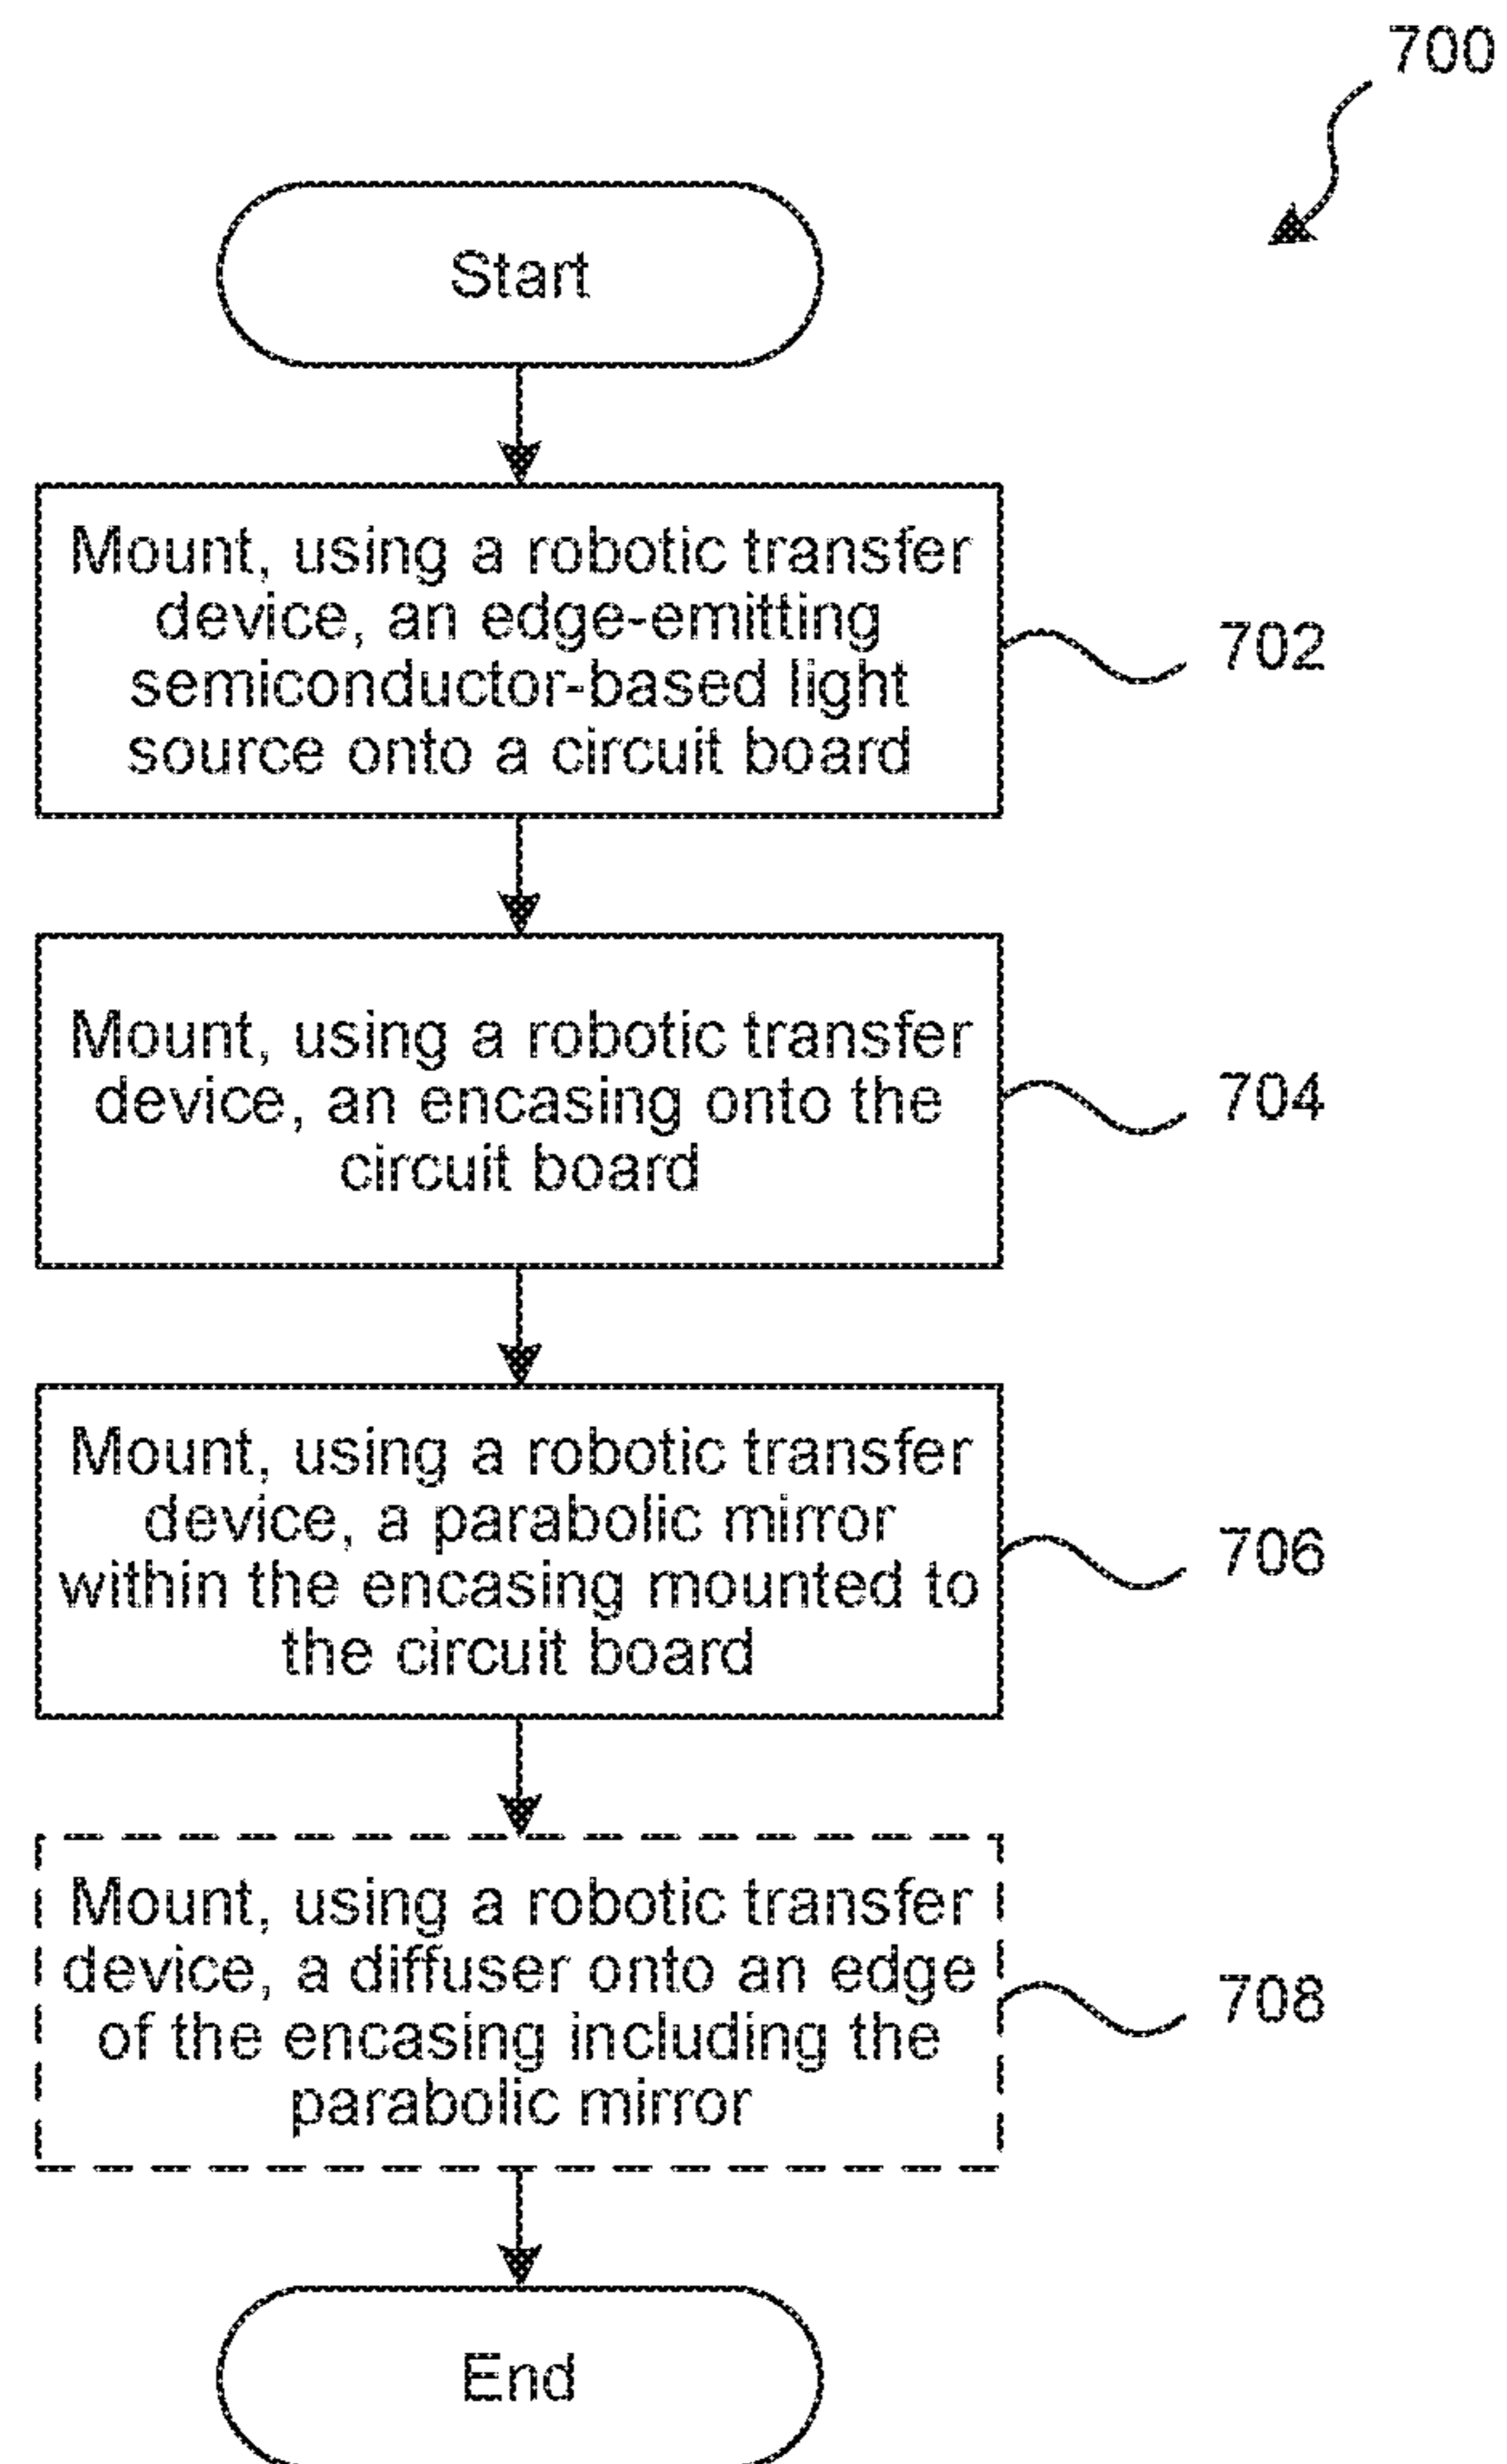 700
Start
Mount, using a robotic transfer
device, an edge-emitting
semiconductor-based light
source onto a circuit board
702
Mount, using a robotic transfer
device, an encasing onto the
circuit board
704
Mount, using a robotic transfer
device, a parabolic mirror
within the encasing mounted to
the circuit board
706
Mount, using a robotic transfer
device, a diffuser onto an edge
of the encasing including the
parabolic mirror
708
End